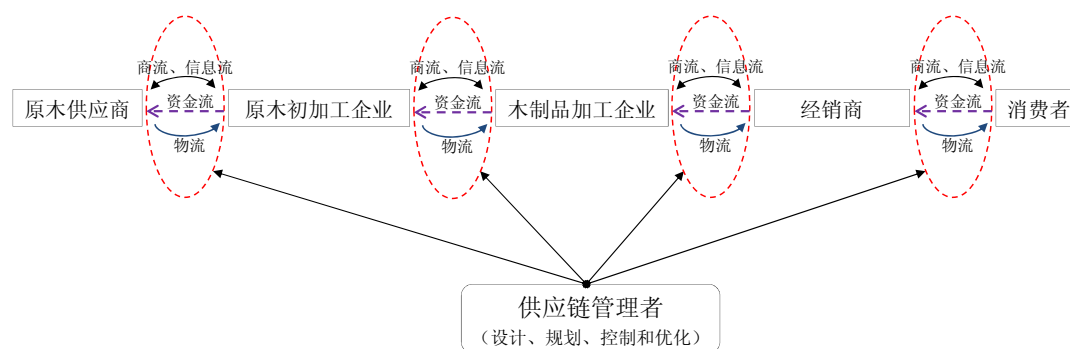 商流、信息流
商流、信息流
商流、信息流
商流、信息流
原木供应商
资金流
原木初加工企业
资金流
木制品加工企业
资金流
经销商
资金流
消费者
物流
物流
物流
物流
供应链管理者
（设计、规划、控制和优化）